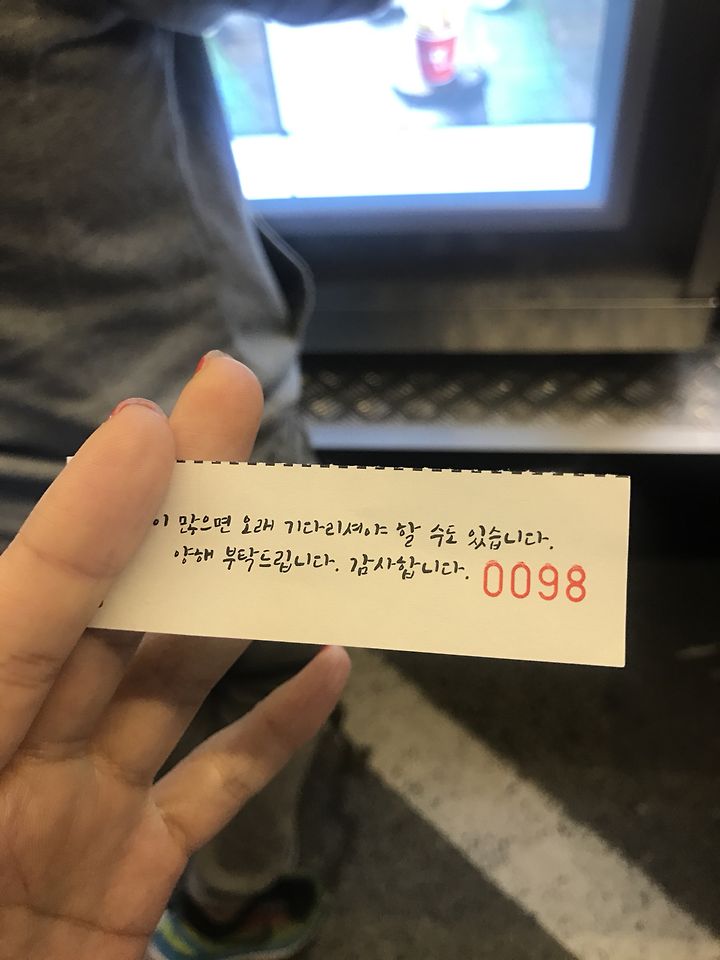 이 많으면 오래 기다리셔야 할 수도 있습니다.
양해 부탁드립니다. 감사합니다.
0098